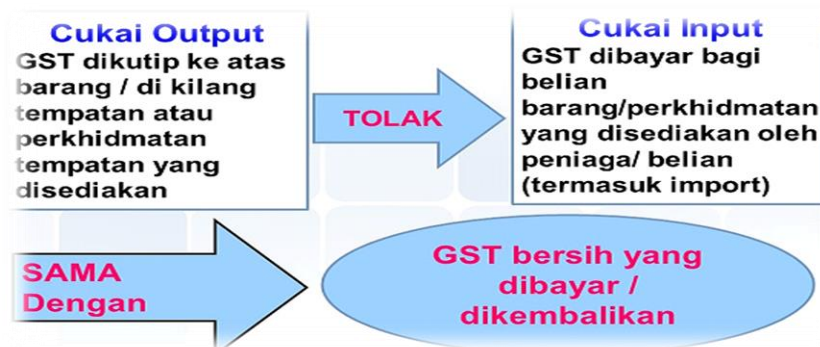 Cukai Output
GST dikutip ke atas
barang / di kilang
tempatan atau
perkhidmatan
tempatan yang
disediakan
TOLAK
Cukai Input
GST dibayar bagi
belian
barang/perkhidmatan
yang disediakan oleh
peniaga/ belian
(termasuk import)
SAMA
Dengan
GST bersih yang
dibayar /
dikembalikan